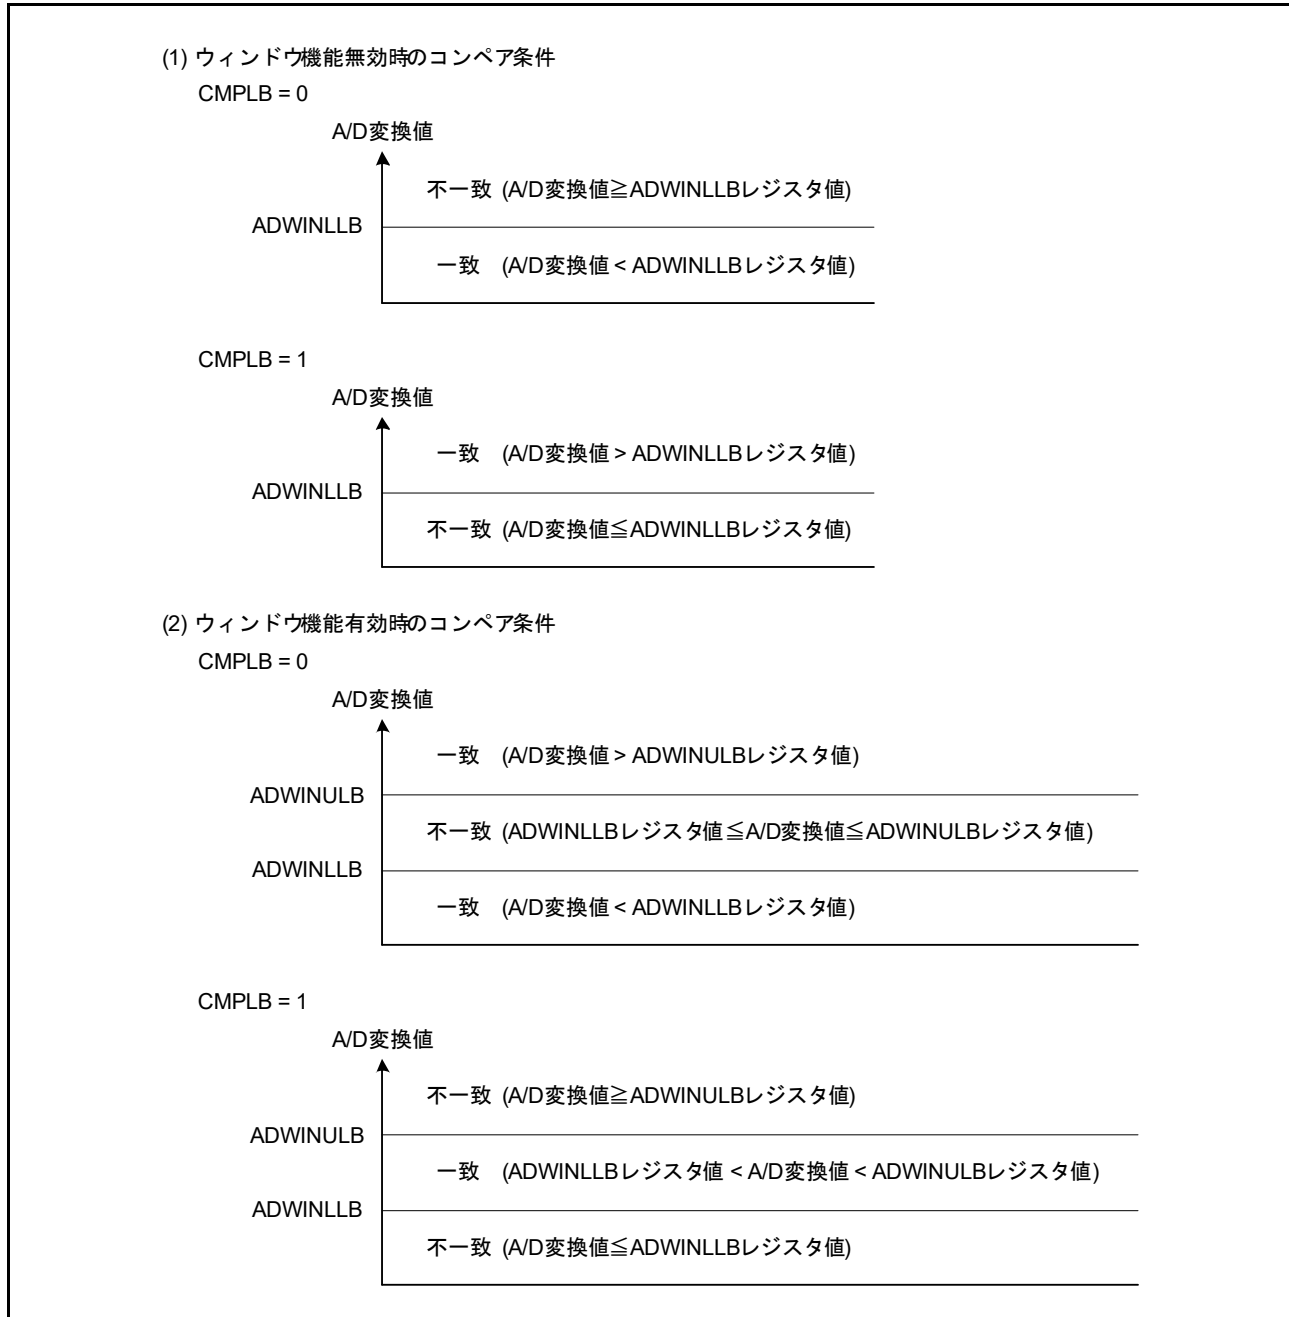 (1) ウィンドウ機能無効時のコンペア条件
CMPLB = 0
A/D変換値
不一致 (A/D変換値≧ADWINLLBレジスタ値)
ADWINLLB
一致 (A/D変換値 < ADWINLLBレジスタ値)
CMPLB = 1
A/D変換値
一致 (A/D変換値 > ADWINLLBレジスタ値)
ADWINLLB
不一致 (A/D変換値≦ADWINLLBレジスタ値)
(2) ウィンドウ機能有効時のコンペア条件
CMPLB = 0
A/D変換値
一致 (A/D変換値 > ADWINULBレジスタ値)
ADWINULB
不一致 (ADWINLLBレジスタ値≦A/D変換値≦ADWINULBレジスタ値)
ADWINLLB
一致 (A/D変換値 < ADWINLLBレジスタ値)
CMPLB = 1
A/D変換値
不一致 (A/D変換値≧ADWINULBレジスタ値)
ADWINULB
一致 (ADWINLLBレジスタ値 < A/D変換値 < ADWINULBレジスタ値)
ADWINLLB
不一致 (A/D変換値≦ADWINLLBレジスタ値)